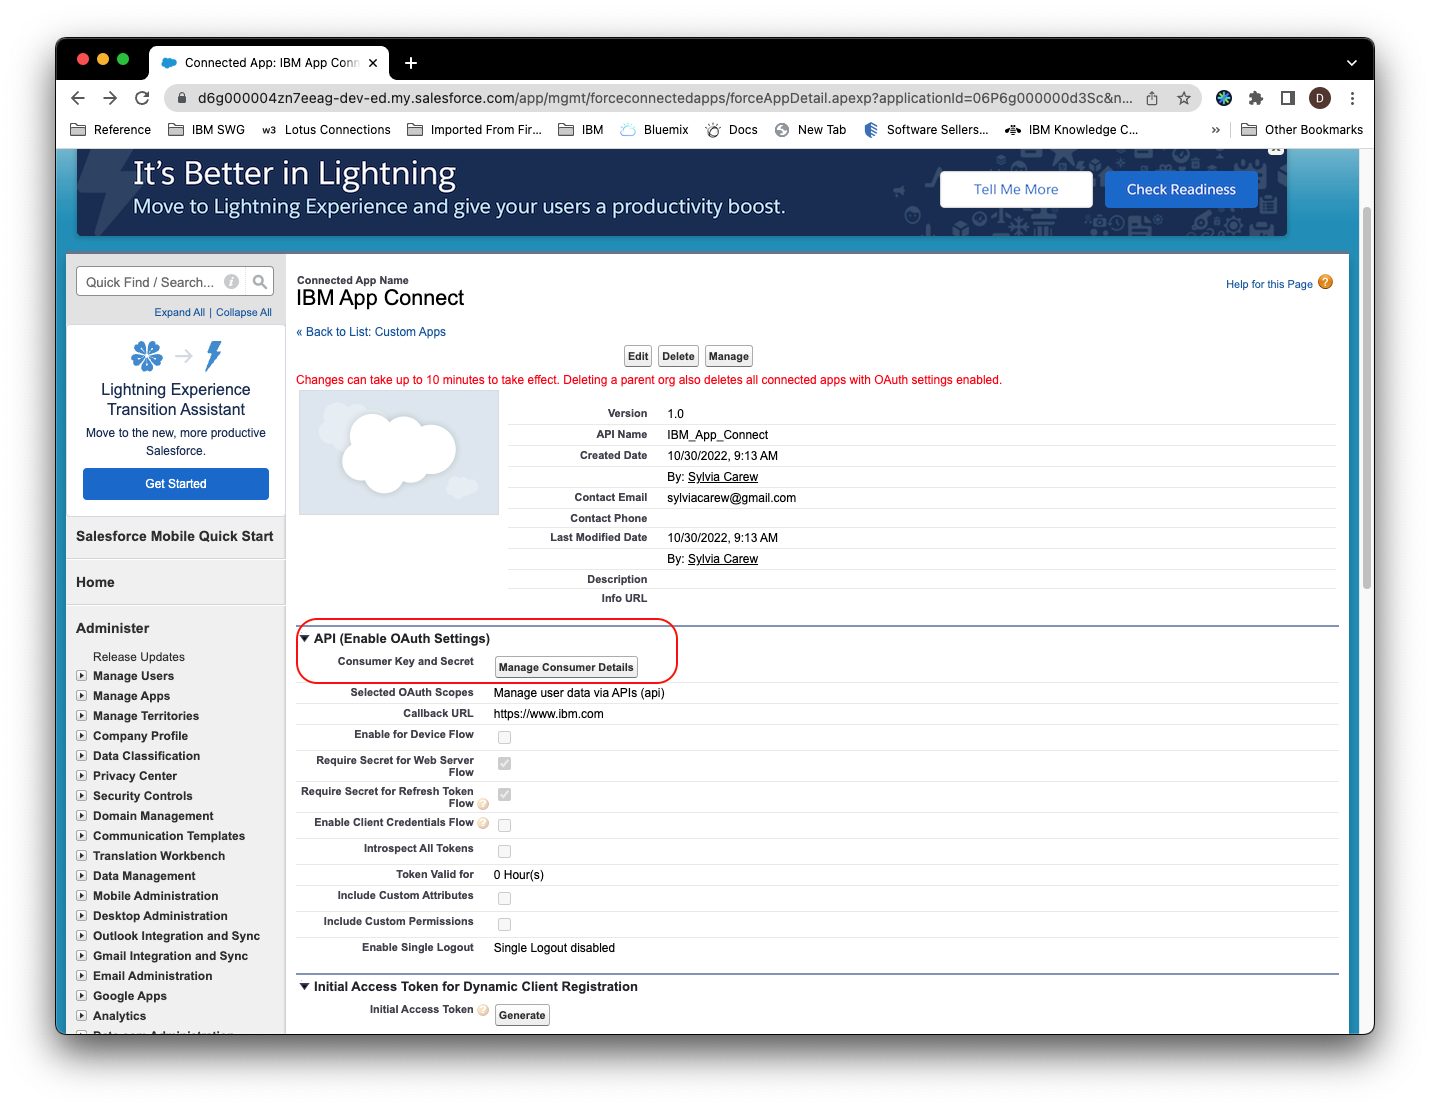 Connected App: IBM App Conn
d6g000004zn7eeag-dev-ed.my.salesforce.com/app/mgmt/forceconnectedapps/forceAppDetail.apexp?applicationId=06P6g000000d3Sc&n...
D
Reference IBM SWG w3 Lotus Connections Imported From Fir... IBM Bluemix Docs New Tab Software Sellers... IBM Knowledge C... » Other Bookmarks
It's Better in Lightning
Move to Lightning Experience and give your users a productivity boost.
Tell Me More Check Readiness
Quick Find / Search...
Expand All | Collapse All
Lightning Experience
Transition Assistant
Move to the new, more productive
Salesforce.
Get Started
Salesforce Mobile Quick Start
Home
Administer
Release Updates
Manage Users
Manage Apps
Manage Territories
Company Profile
Data Classification
Privacy Center
Security Controls
Domain Management
Communication Templates
Translation Workbench
Data Management
Mobile Administration
Desktop Administration
Outlook Integration and Sync
Gmail Integration and Sync
Email Administration
Google Apps
Analytics
Connected App Name
IBM App Connect
Help for this Page ?
« Back to List: Custom Apps
Edit Delete Manage
Changes can take up to 10 minutes to take effect. Deleting a parent org also deletes all connected apps with OAuth settings enabled.
Version 1.0
API Name IBM_App_Connect
Created Date 10/30/2022, 9:13 AM
By: Sylvia Carew
Contact Email sylviacarew@gmail.com
Contact Phone
Last Modified Date 10/30/2022, 9:13 AM
By: Sylvia Carew
Description
Info URL
API (Enable OAuth Settings)
Consumer Key and Secret Manage Consumer Details
Selected OAuth Scopes Manage user data via APIs (api)
Callback URL https://www.ibm.com
Enable for Device Flow
Require Secret for Web Server
Flow
Require Secret for Refresh Token
Flow ?
Enable Client Credentials Flow ?
Introspect All Tokens
Token Valid for 0 Hour(s)
Include Custom Attributes
Include Custom Permissions
Enable Single Logout Single Logout disabled
Initial Access Token for Dynamic Client Registration
Initial Access Token ? Generate